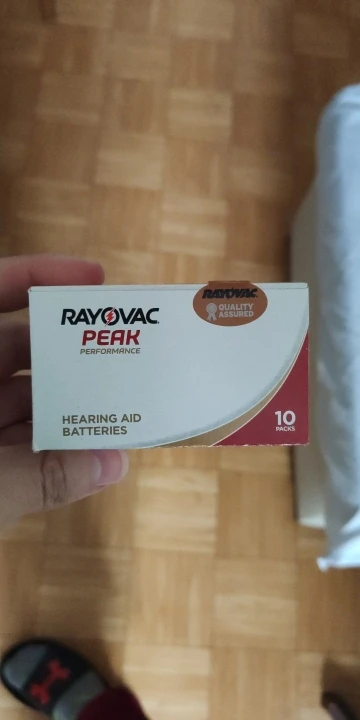 RAYOVAC
PEAK
PERFORMANCE
RAYOVAC
QUALITY
ASSURED
HEARING AID
BATTERIES
10
PACKS